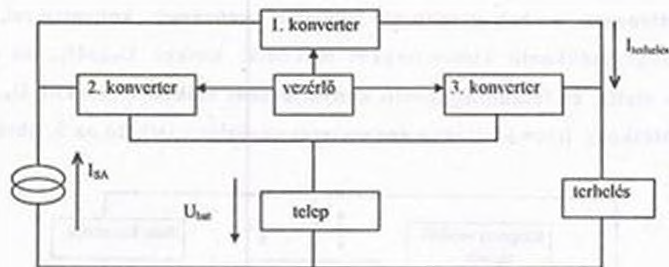 1. konverter
2. konverter
vezérlő
3. konverter
I_terhelés
I_SA
U_bat
telep
terhelés